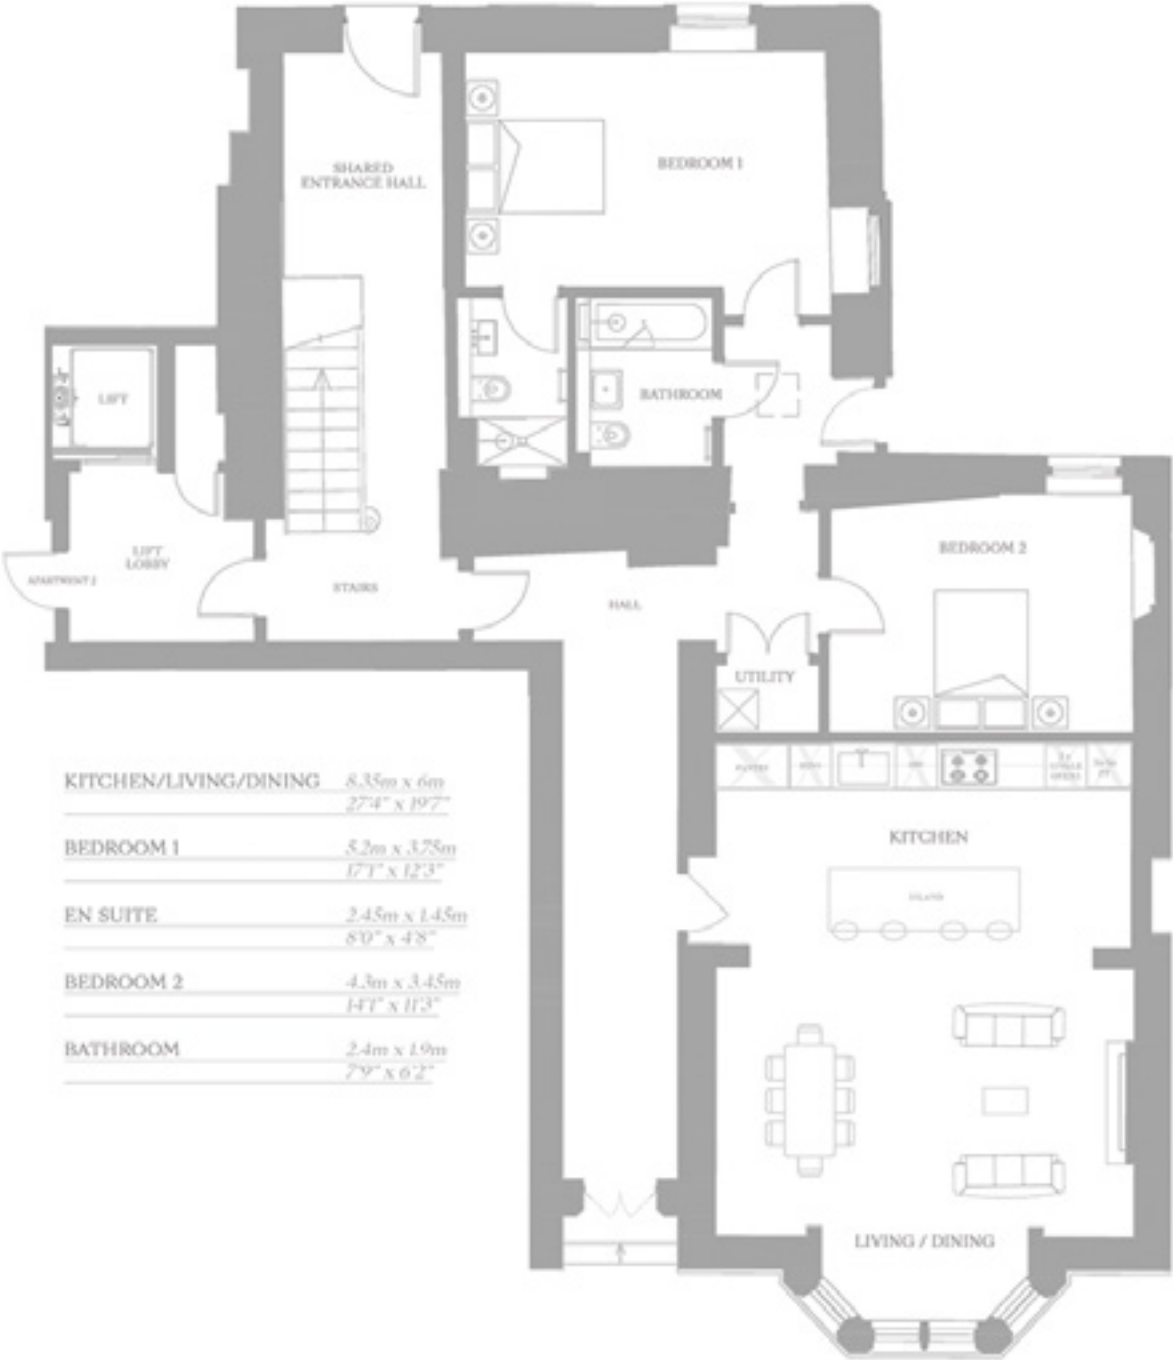 SHARED
ENTRANCE HALL
BEDROOM 1
LIFT
BATHROOM
LIFT
LOBBY
APARTMENT 2
STAIRS
HALL
BEDROOM 2
UTILITY
KITCHEN
ISLAND
LIVING / DINING
KITCHEN/LIVING/DINING 8.35m x 6m
27'4" x 19'7"
BEDROOM 1 5.2m x 3.75m
17'1" x 12'3"
EN SUITE 2.45m x 1.45m
8'0" x 4'8"
BEDROOM 2 4.3m x 3.45m
14'1" x 11'3"
BATHROOM 2.4m x 1.9m
7'9" x 6'2"